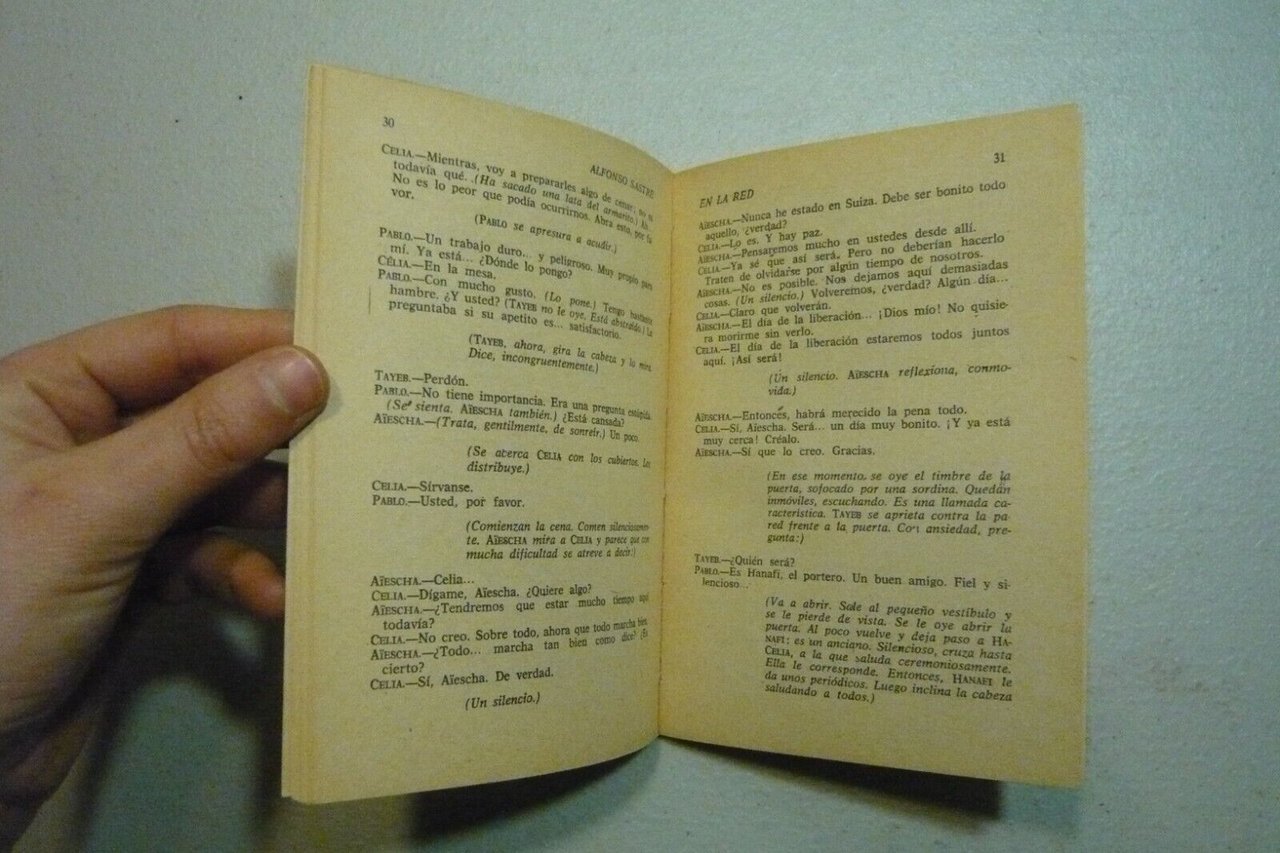 30
ALFONSO SASTRE
CELIA.—Mientras, voy a prepararles algo de cenar; no sé
todavía qué. (Ha sacado una lata del armarito.) Ah.
No es lo peor que podía ocurrirnos. Abra esto, por fa-
vor.
(PABLO se apresura a acudir.)
PABLO.—Un trabajo duro... y peligroso. Muy propio para
mí. Ya está... ¿Dónde lo pongo?
CÉLIA.—En la mesa.
PABLO.—Con mucho gusto. (Lo pone.) Tengo bastante
hambre. ¿Y usted? (TAYEB no le oye. Está abstraído.) Le
preguntaba si su apetito es... satisfactorio.
(TAYEB, ahora, gira la cabeza y lo mira.
Dice, incongruentemente.)
TAYEB.—Perdón.
PABLO.—No tiene importancia. Era una pregunta estúpida.
(Se sienta. AÏESCHA también.) ¿Está cansada?
AÏESCHA.—(Trata, gentilmente, de sonreír.) Un poco.
(Se acerca CELIA con los cubiertos. Los
distribuye.)
CELIA.—Sírvanse.
PABLO.—Usted, por favor.
(Comienzan la cena. Comen silenciosamen-
te. AÏESCHA mira a CELIA y parece que con
mucha dificultad se atreve a decir:)
AÏESCHA.—Celia...
CELIA.—Dígame, Aïescha. ¿Quiere algo?
AÏESCHA.—¿Tendremos que estar mucho tiempo aquí
todavía?
CELIA.—No creo. Sobre todo, ahora que todo marcha bien.
AÏESCHA.—¿Todo... marcha tan bien como dice? ¿Es
cierto?
CELIA.—Sí, Aïescha. De verdad.
(Un silencio.)
31
EN LA RED
AÏESCHA.—Nunca he estado en Suiza. Debe ser bonito todo
aquello, ¿verdad?
CELIA.—Lo es. Y hay paz.
AÏESCHA.—Pensaremos mucho en ustedes desde allí.
CELIA.—Ya sé que así será. Pero no deberían hacerlo
Traten de olvidarse por algún tiempo de nosotros.
AÏESCHA.—No es posible. Nos dejamos aquí demasiadas
cosas. (Un silencio.) Volveremos, ¿verdad? Algún día...
CELIA.—Claro que volverán.
AÏESCHA.—El día de la liberación... ¡Dios mío! No quisie-
ra morirme sin verlo.
CELIA.—El día de la liberación estaremos todos juntos
aquí. ¡Así será!
(Un silencio. AÏESCHA reflexiona, conmo-
vida.)
AÏESCHA.—Entonces, habrá merecido la pena todo.
CELIA.—Sí, Aïescha. Será... un día muy bonito. ¡Y ya está
muy cerca! Créalo.
AÏESCHA.—Sí que lo creo. Gracias.
(En ese momento, se oye el timbre de la
puerta, sofocado por una sordina. Quedan
inmóviles, escuchando. Es una llamada ca-
racterística. TAYEB se aprieta contra la pa-
red frente a la puerta. Con ansiedad, pre-
gunta:)
TAYEB.—¿Quién será?
PABLO.—Es Hanafi, el portero. Un buen amigo. Fiel y si-
lencioso...
(Va a abrir. Sale al pequeño vestíbulo y
se le pierde de vista. Se le oye abrir la
puerta. Al poco vuelve y deja paso a HA-
NAFI; es un anciano. Silencioso, cruza hasta
CELIA, a la que saluda ceremoniosamente.
Ella le corresponde. Entonces, HANAFI le
da unos periódicos. Luego inclina la cabeza
saludando a todos.)